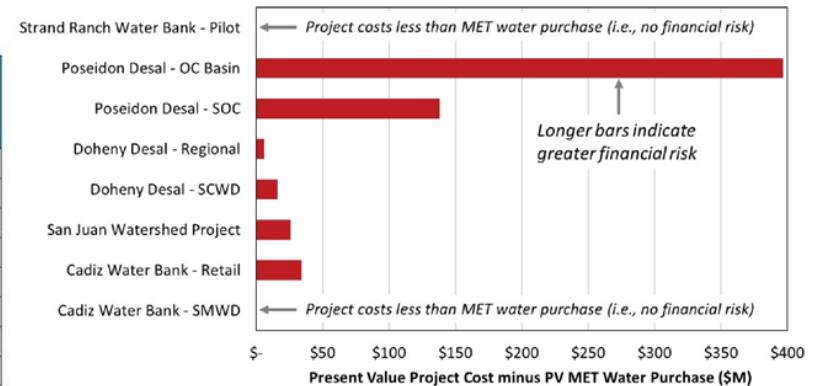 Strand Ranch Water Bank - Pilot
Project costs less than MET water purchase (i.e., no financial risk)
Poseidon Desal - OC Basin
Poseidon Desal - SOC
Longer bars indicate
greater financial risk
Doheny Desal - Regional
Doheny Desal - SCWD
San Juan Watershed Project
Cadiz Water Bank - Retail
Cadiz Water Bank - SMWD
Project costs less than MET water purchase (i.e., no financial risk)
$- $50 $100 $150 $200 $250 $300 $350 $400
Present Value Project Cost minus PV MET Water Purchase ($M)